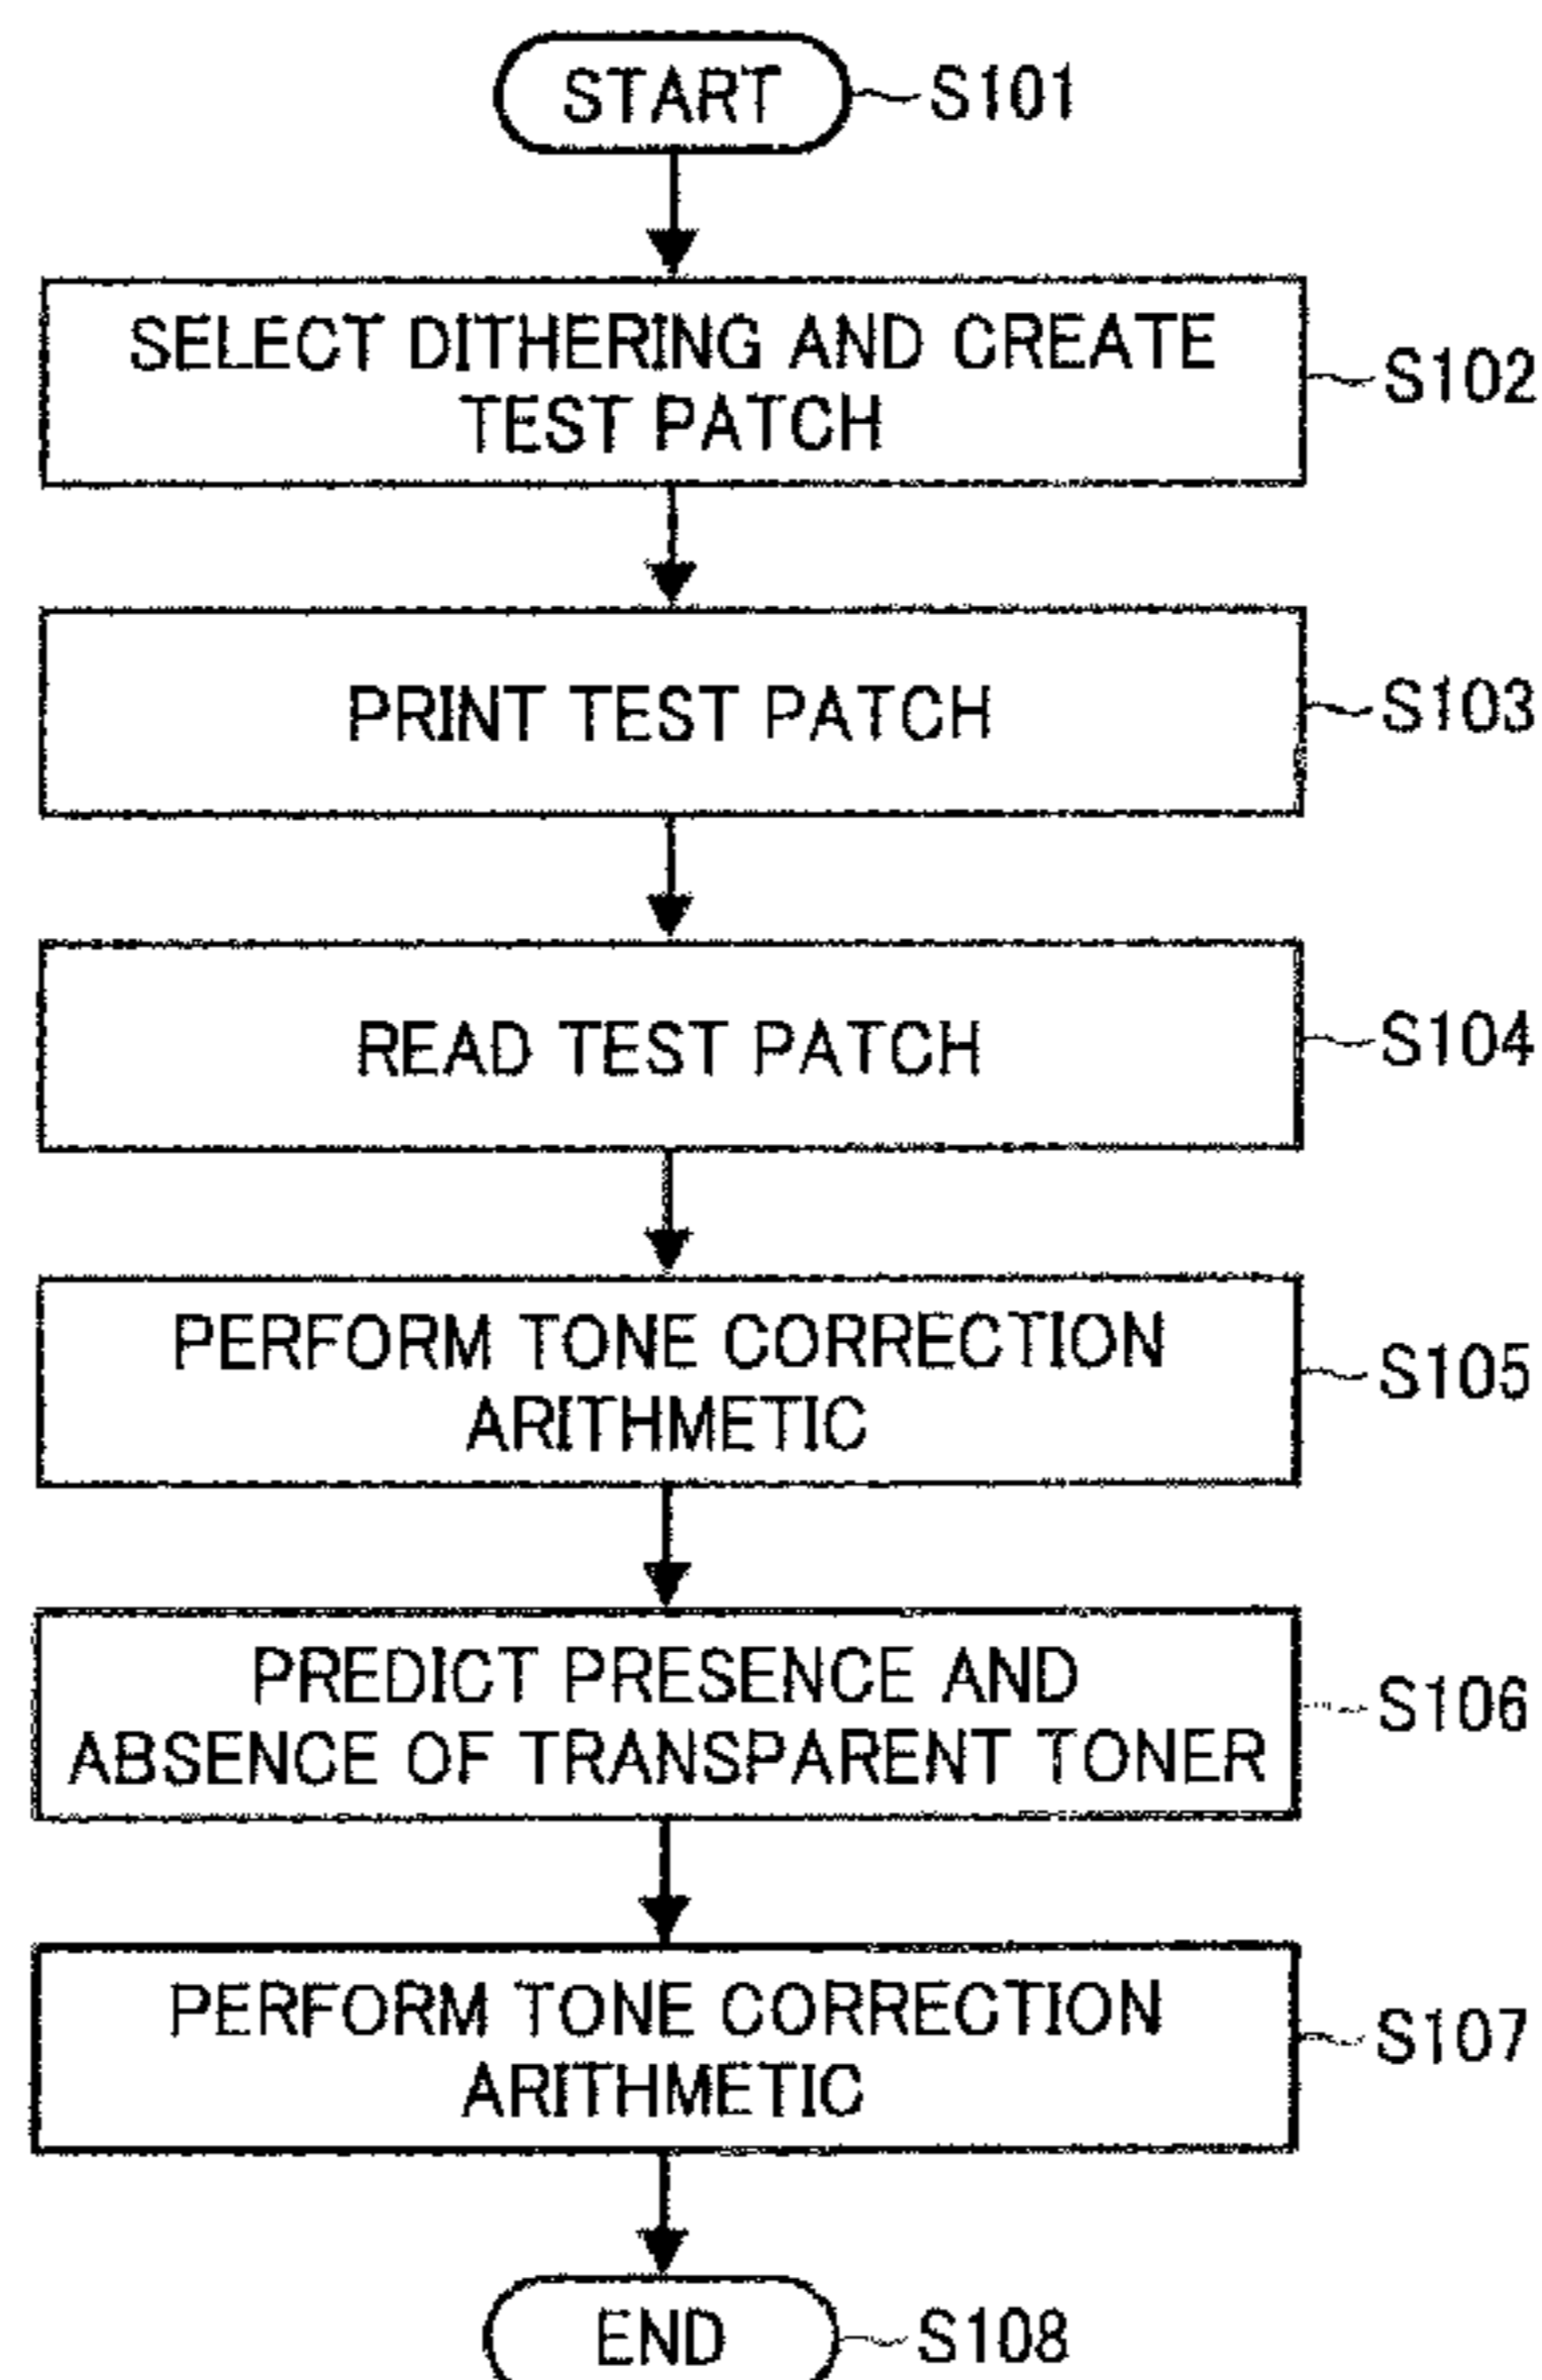 START
S101
SELECT DITHERING AND CREATE
TEST PATCH
S102
PRINT TEST PATCH
S103
READ TEST PATCH
S104
PERFORM TONE CORRECTION
ARITHMETIC
S105
PREDICT PRESENCE AND
ABSENCE OF TRANSPARENT TONER
S106
PERFORM TONE CORRECTION
ARITHMETIC
S107
END
S108